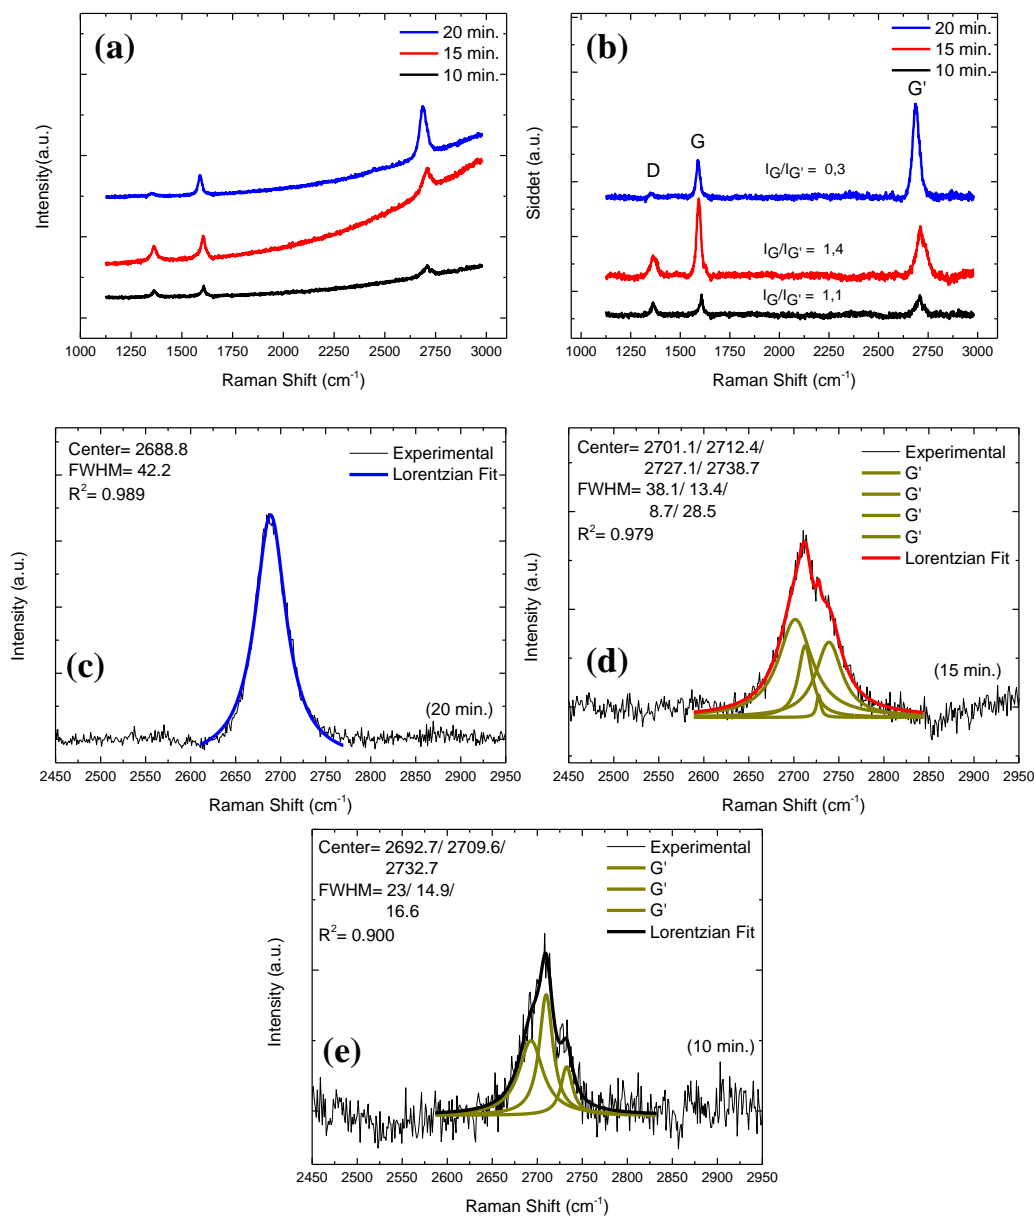 (a)
20 min.
15 min.
10 min.
Intensity(a.u.)
1000 1250 1500 1750 2000 2250 2500 2750 3000
Raman Shift (cm⁻¹)
(b)
20 min.
15 min.
10 min.
G'
G
D
I_G/I_G' = 0,3
I_G/I_G' = 1,4
I_G/I_G' = 1,1
Siddet (a.u.)
1000 1250 1500 1750 2000 2250 2500 2750 3000
Raman Shift (cm⁻¹)
Center= 2688.8
FWHM= 42.2
R²= 0.989
Experimental
Lorentzian Fit
Intensity (a.u.)
(c)
(20 min.)
2450 2500 2550 2600 2650 2700 2750 2800 2850 2900 2950
Raman Shift (cm⁻¹)
Center= 2701.1/ 2712.4/
2727.1/ 2738.7
FWHM= 38.1/ 13.4/
8.7/ 28.5
R²= 0.979
Experimental
G'
G'
G'
G'
Lorentzian Fit
Intensity (a.u.)
(d)
(15 min.)
2450 2500 2550 2600 2650 2700 2750 2800 2850 2900 2950
Raman Shift (cm⁻¹)
Center= 2692.7/ 2709.6/
2732.7
FWHM= 23/ 14.9/
16.6
R²= 0.900
Experimental
G'
G'
G'
Lorentzian Fit
Intensity (a.u.)
(e)
(10 min.)
2450 2500 2550 2600 2650 2700 2750 2800 2850 2900 2950
Raman Shift (cm⁻¹)